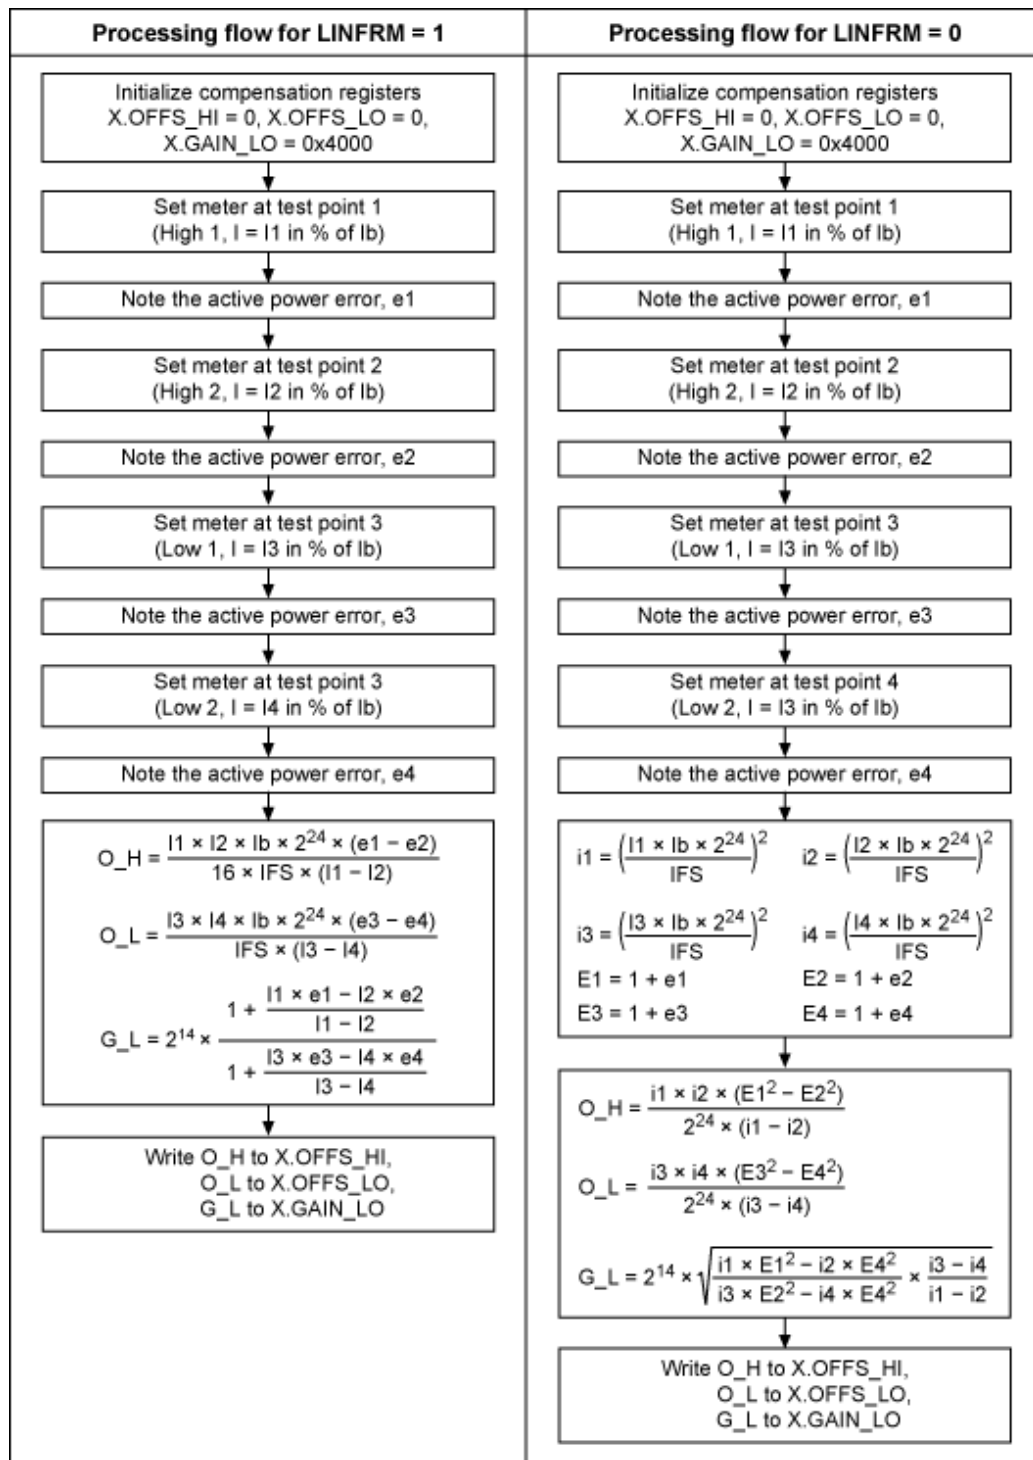 Processing flow for LINFRM = 1
Initialize compensation registers
X.OFFS_HI = 0, X.OFFS_LO = 0,
X.GAIN_LO = 0x4000
Set meter at test point 1
(High 1, I = I1 in % of Ib)
Note the active power error, e1
Set meter at test point 2
(High 2, I = I2 in % of Ib)
Note the active power error, e2
Set meter at test point 3
(Low 1, I = I3 in % of Ib)
Note the active power error, e3
Set meter at test point 3
(Low 2, I = I4 in % of Ib)
Note the active power error, e4
O_H = (I1 × I2 × Ib × 2^24 × (e1 − e2)) / (16 × IFS × (I1 − I2))
O_L = (I3 × I4 × Ib × 2^24 × (e3 − e4)) / (IFS × (I3 − I4))
G_L = 2^14 × (1 + (I1 × e1 − I2 × e2) / (I1 − I2)) / (1 + (I3 × e3 − I4 × e4) / (I3 − I4))
Write O_H to X.OFFS_HI,
O_L to X.OFFS_LO,
G_L to X.GAIN_LO
Processing flow for LINFRM = 0
Initialize compensation registers
X.OFFS_HI = 0, X.OFFS_LO = 0,
X.GAIN_LO = 0x4000
Set meter at test point 1
(High 1, I = I1 in % of Ib)
Note the active power error, e1
Set meter at test point 2
(High 2, I = I2 in % of Ib)
Note the active power error, e2
Set meter at test point 3
(Low 1, I = I3 in % of Ib)
Note the active power error, e3
Set meter at test point 4
(Low 2, I = I3 in % of Ib)
Note the active power error, e4
i1 = ((I1 × Ib × 2^24) / IFS)^2 i2 = ((I2 × Ib × 2^24) / IFS)^2
i3 = ((I3 × Ib × 2^24) / IFS)^2 i4 = ((I4 × Ib × 2^24) / IFS)^2
E1 = 1 + e1 E2 = 1 + e2
E3 = 1 + e3 E4 = 1 + e4
O_H = (i1 × i2 × (E1^2 − E2^2)) / (2^24 × (i1 − i2))
O_L = (i3 × i4 × (E3^2 − E4^2)) / (2^24 × (i3 − i4))
G_L = 2^14 × √((i1 × E1^2 − i2 × E4^2) / (i3 × E2^2 − i4 × E4^2) × (i3 − i4) / (i1 − i2))
Write O_H to X.OFFS_HI,
O_L to X.OFFS_LO,
G_L to X.GAIN_LO